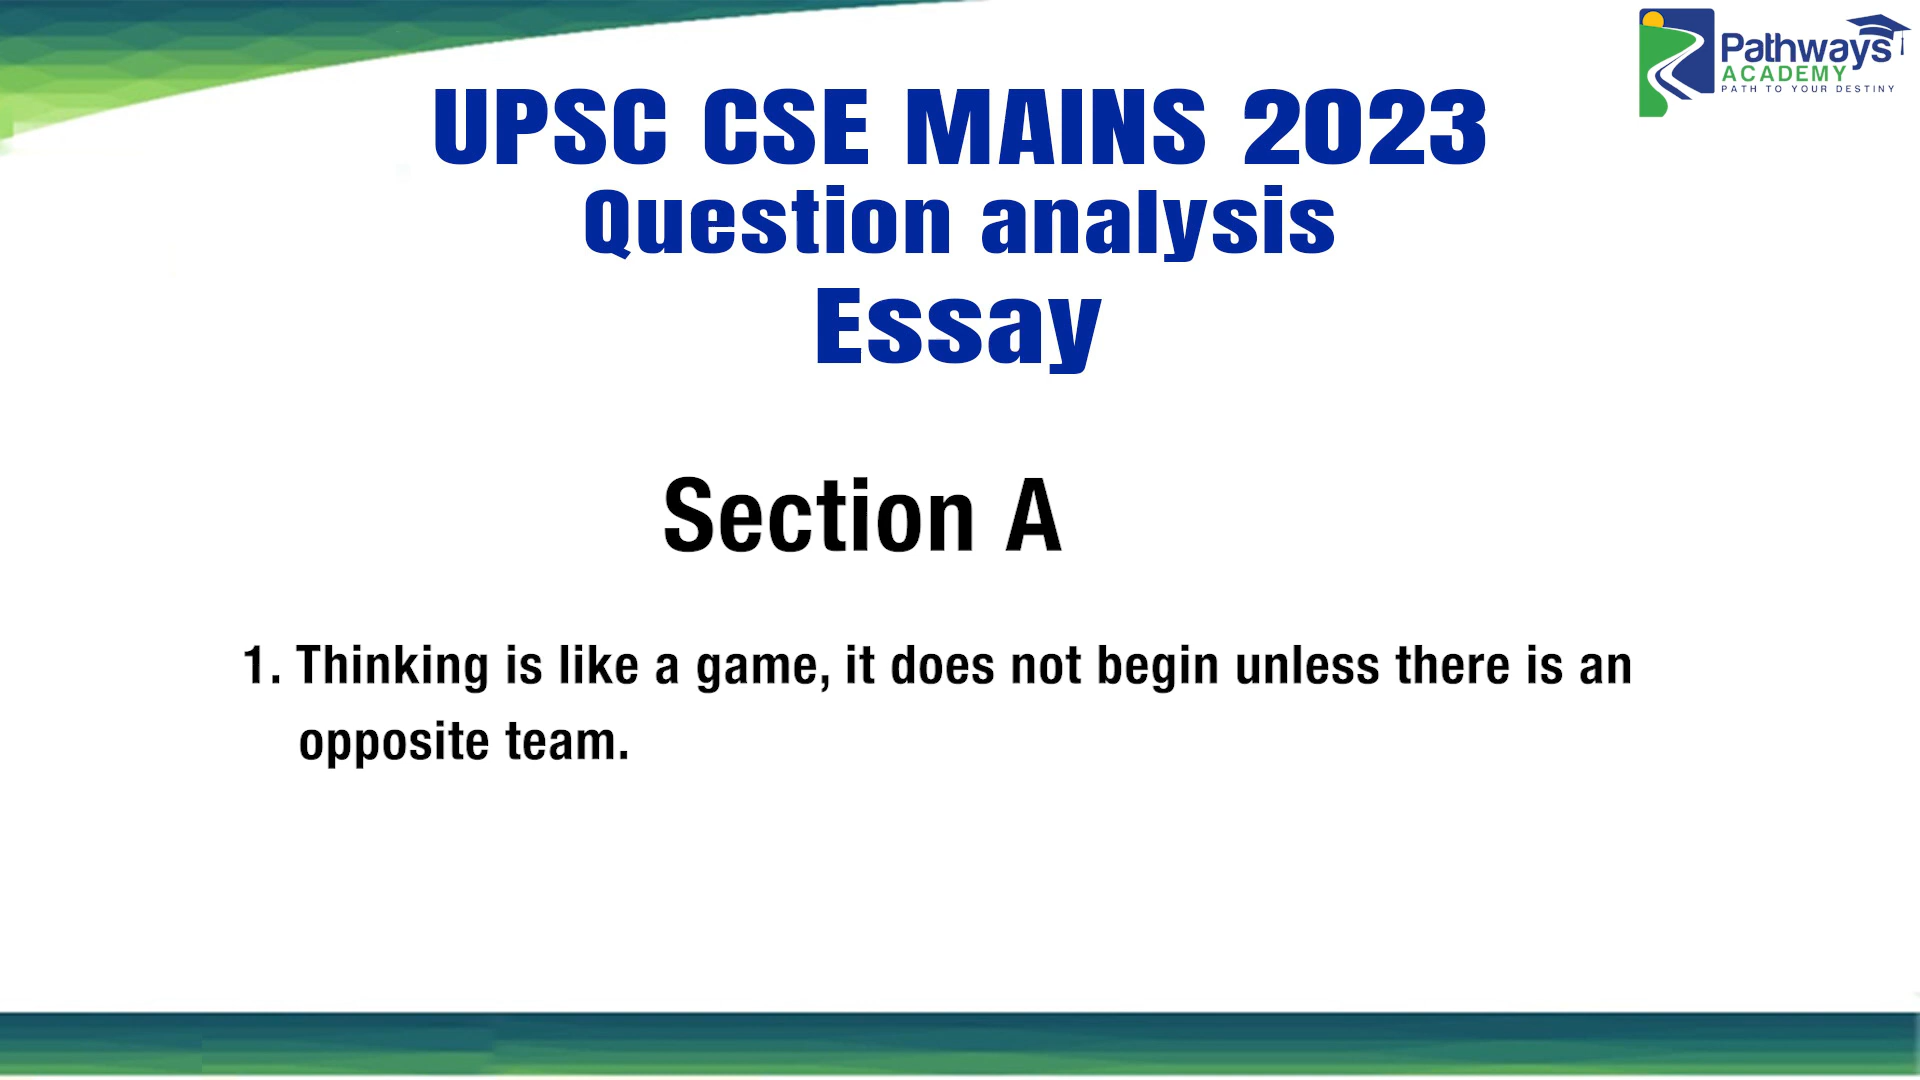 Pathways
ACADEMY
PATH TO YOUR DESTINY
UPSC CSE MAINS 2023
Question analysis
Essay
Section A
1. Thinking is like a game, it does not begin unless there is an
opposite team.